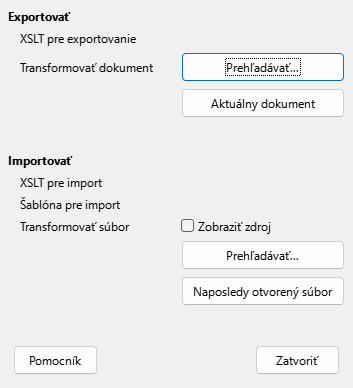 Exportovať
XSLT pre exportovanie
Transformovať dokument Prehľadávať...
Aktuálny dokument
Importovať
XSLT pre import
Šablóna pre import
Transformovať súbor Zobraziť zdroj
Prehľadávať...
Naposledy otvorený súbor
Pomocník Zatvoriť